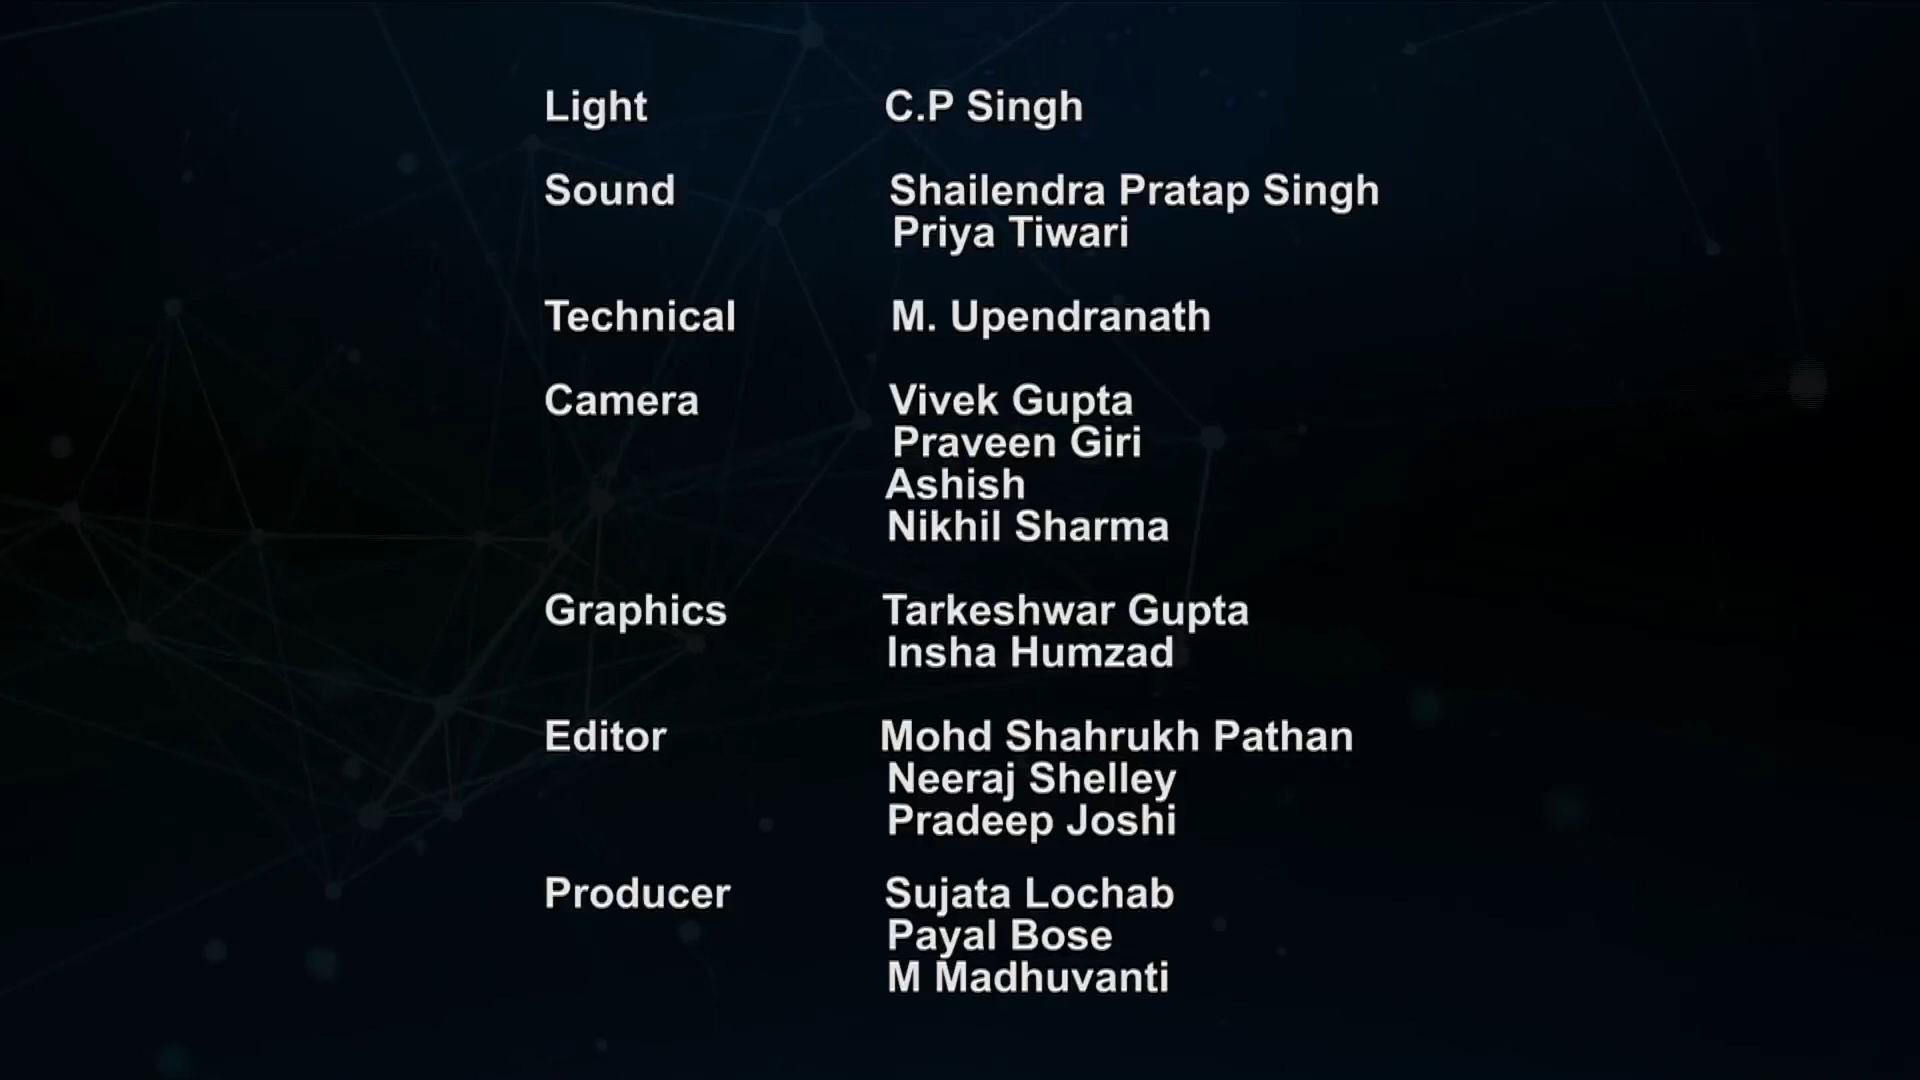 Light C.P Singh
Sound Shailendra Pratap Singh
Priya Tiwari
Technical M. Upendranath
Camera Vivek Gupta
Praveen Giri
Ashish
Nikhil Sharma
Graphics Tarkeshwar Gupta
Insha Humzad
Editor Mohd Shahrukh Pathan
Neeraj Shelley
Pradeep Joshi
Producer Sujata Lochab
Payal Bose
M Madhuvanti